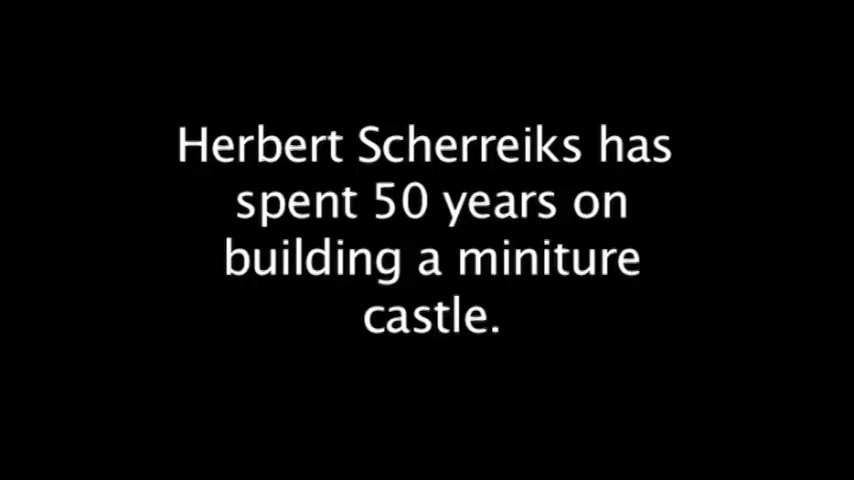 Herbert Scherreiks has
spent 50 years on
building a miniture
castle.